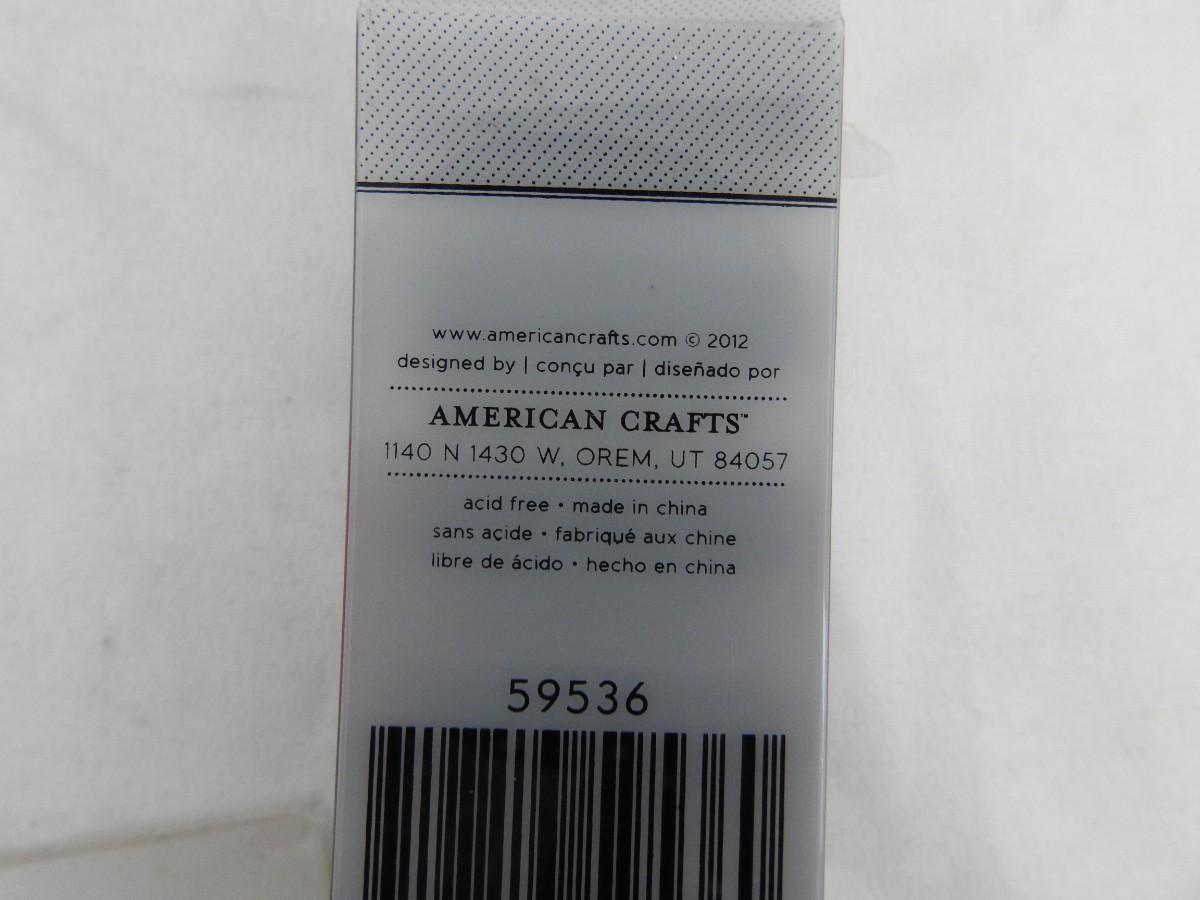 www.americancrafts.com © 2012
designed by | conçu par | diseñado por
AMERICAN CRAFTS™
1140 N 1430 W, OREM, UT 84057
acid free • made in china
sans açide • fabriqué aux chine
libre de ácido • hecho en china
59536